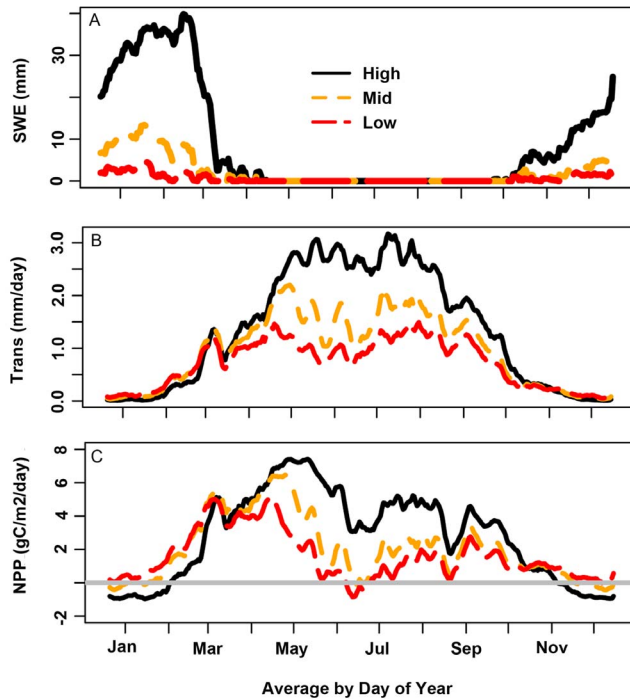 A
SWE (mm)
30
10
0
High
Mid
Low
B
Trans (mm/day)
3.0
2.0
1.0
0.0
C
NPP (gC/m2/day)
8
6
4
2
-2
Jan Mar May Jul Sep Nov
Average by Day of Year